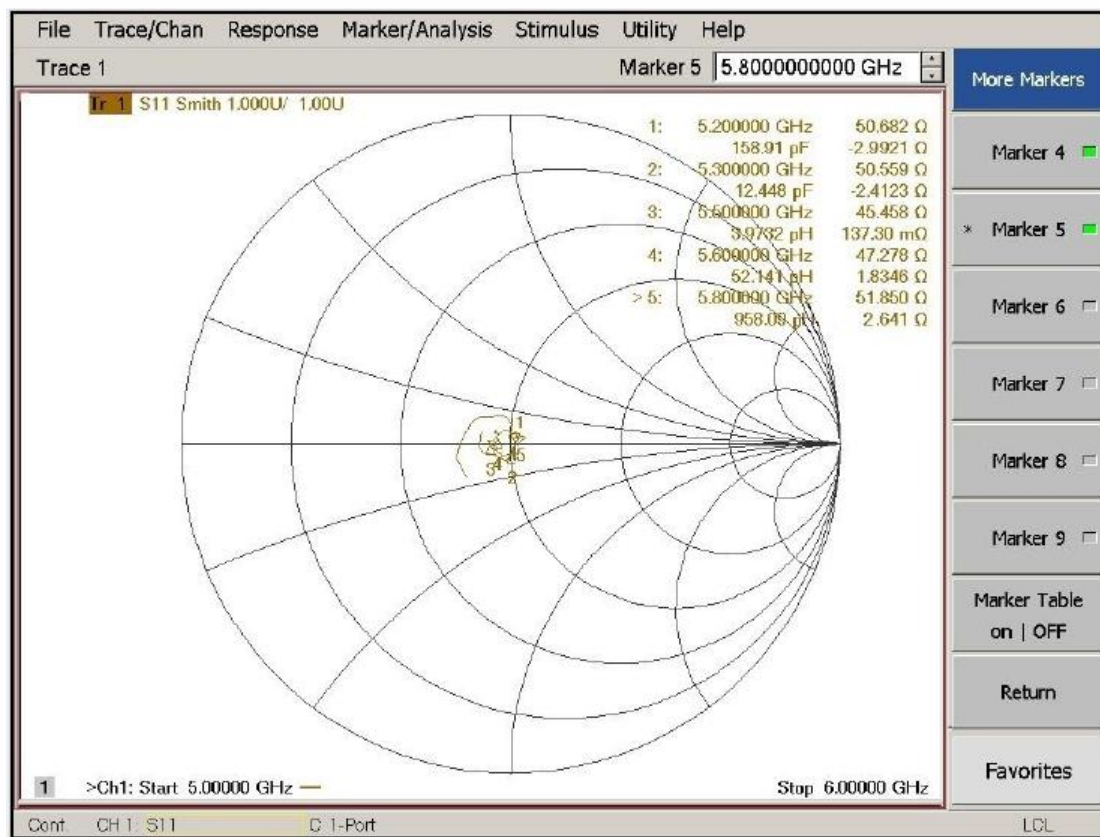 File Trace/Chan Response Marker/Analysis Stimulus Utility Help
Trace 1 Marker 5 5.8000000000 GHz
More Markers
Tr 1 S11 Smith 1.000U/ 1.00U
1: 5.200000 GHz 50.682 Ω
158.91 pF -2.9921 Ω
2: 5.300000 GHz 50.559 Ω
12.448 pF -2.4123 Ω
3: 5.500000 GHz 45.458 Ω
3.9732 pH 137.30 mΩ
4: 5.600000 GHz 47.278 Ω
52.141 pH 1.8346 Ω
> 5: 5.800000 GHz 51.850 Ω
958.09 pH 2.641 Ω
Marker 4
* Marker 5
Marker 6
Marker 7
Marker 8
Marker 9
Marker Table
on | OFF
Return
Favorites
1
3
4
5
2
1 >Ch1: Start 5.00000 GHz Stop 6.00000 GHz
Cont. CH 1: S11 C 1-Port LCL